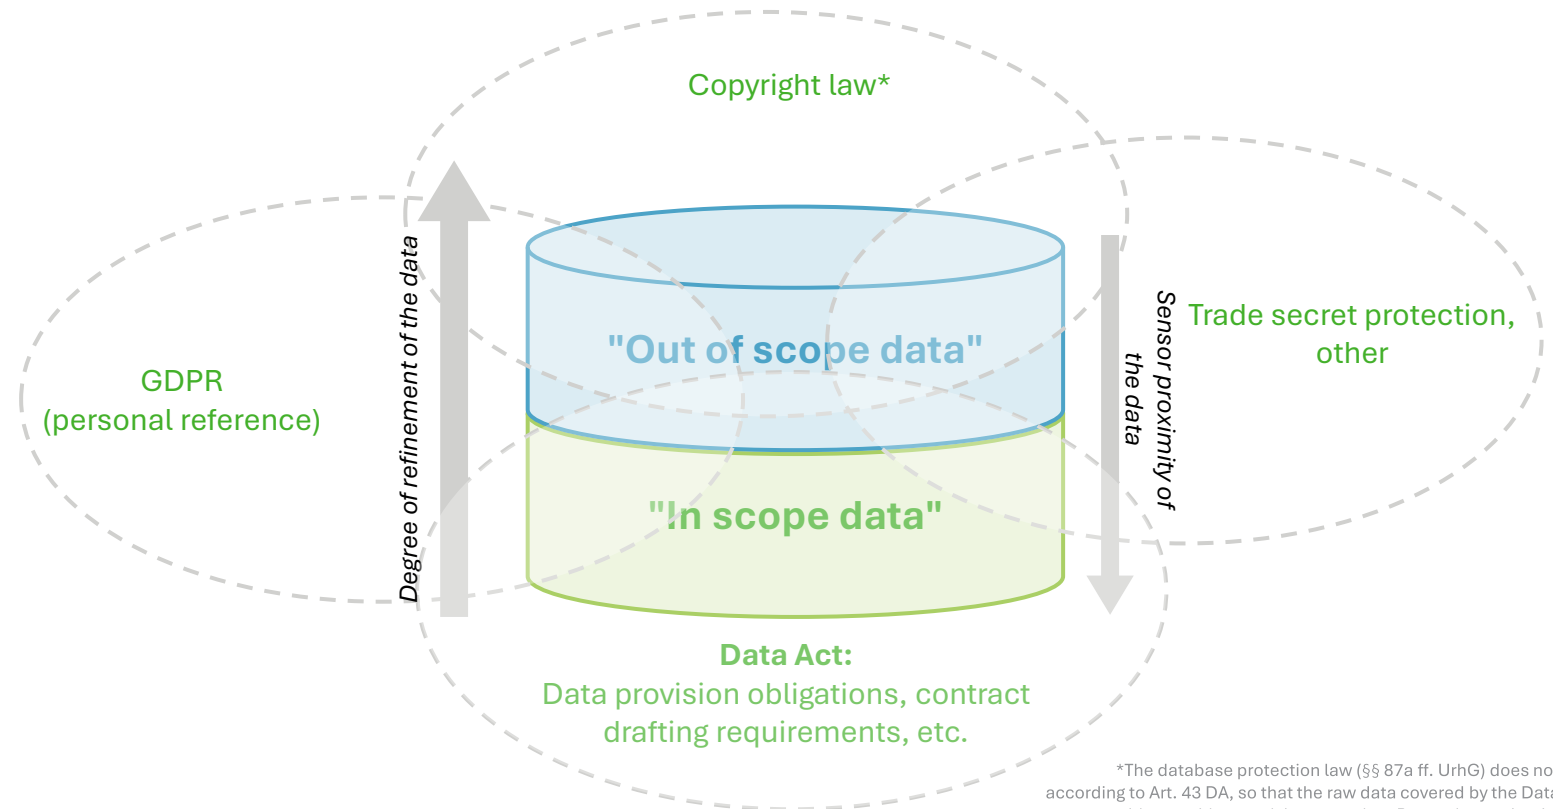 Copyright law*
Degree of refinement of the data
Sensor proximity of
the data
Trade secret protection,
other
GDPR
(personal reference)
"Out of scope data"
"In scope data"
Data Act:
Data provision obligations, contract
drafting requirements, etc.
*The database protection law (§§ 87a ff. UrhG) does no
according to Art. 43 DA, so that the raw data covered by the Data